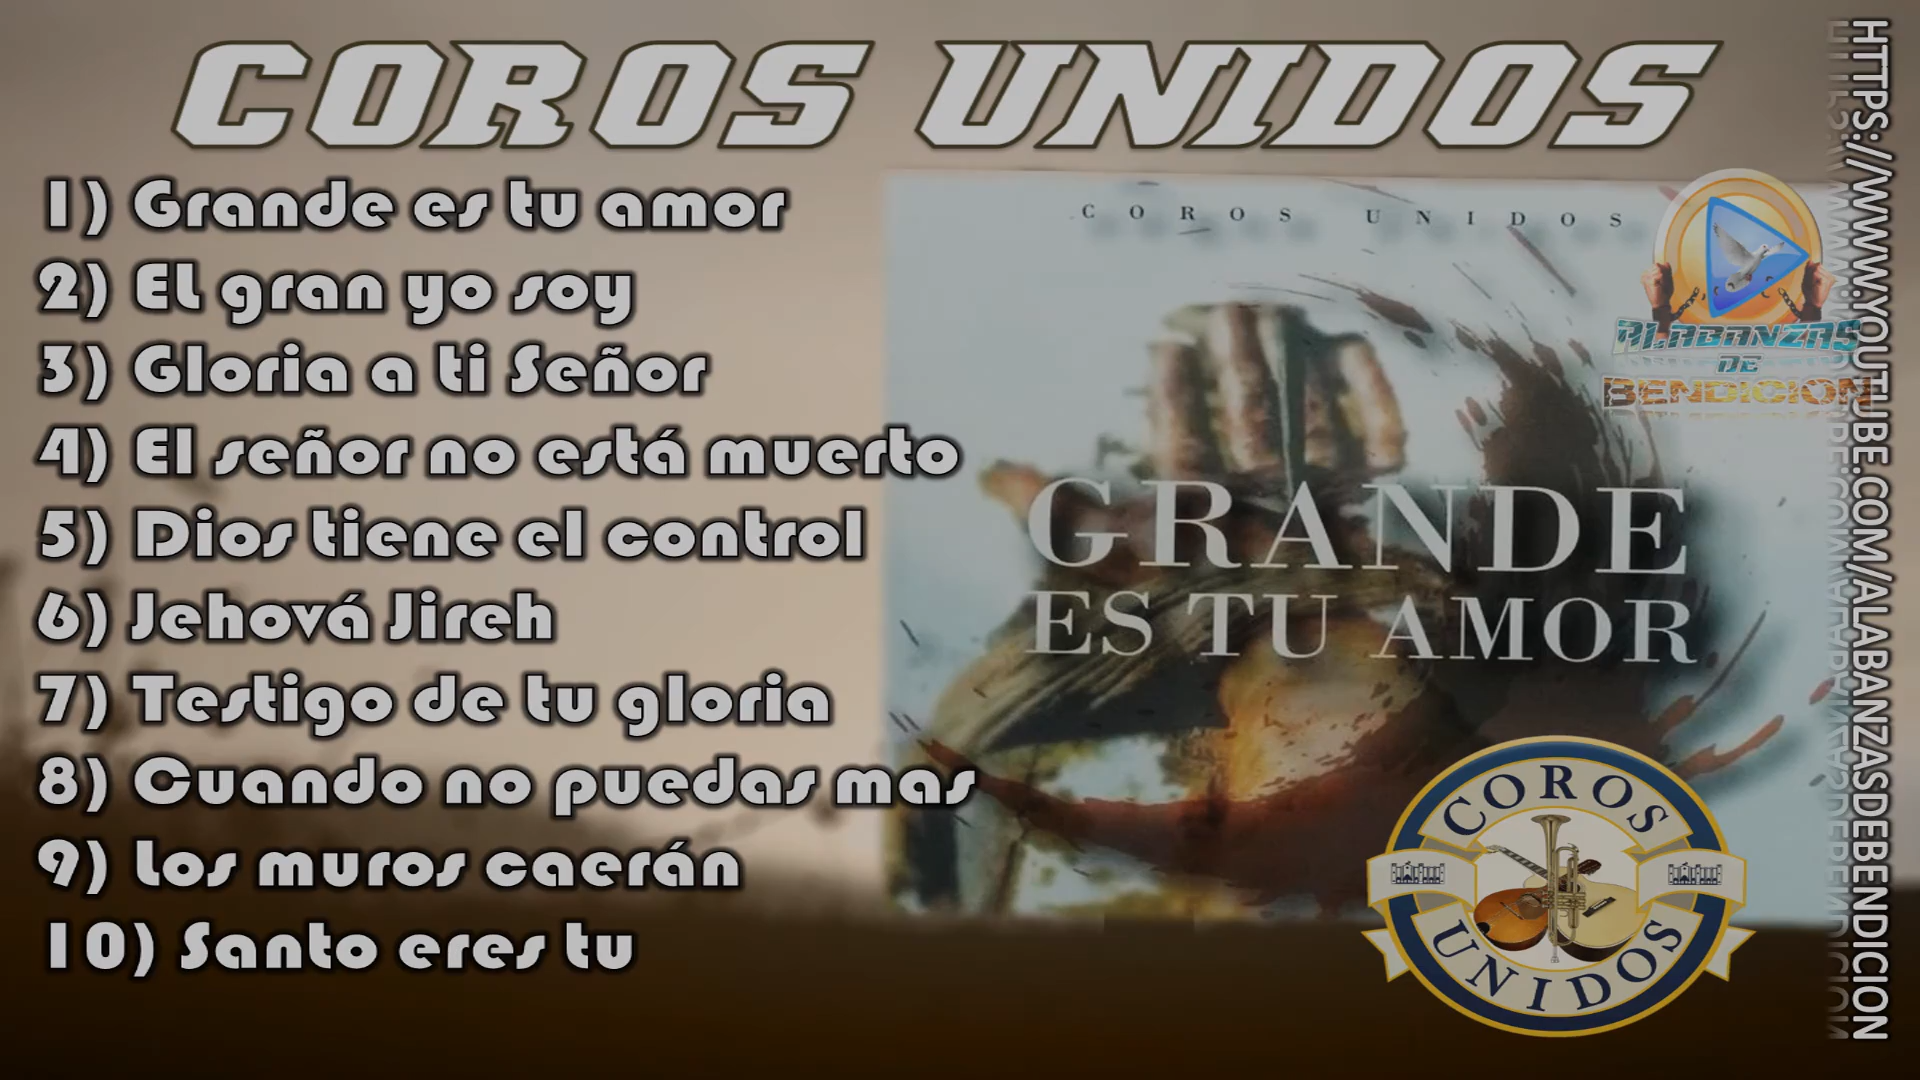 COROS UNIDOS
1) Grande es tu amor
2) EL gran yo soy
3) Gloria a ti Señor
4) El señor no está muerto
5) Dios tiene el control
6) Jehová Jireh
7) Testigo de tu gloria
8) Cuando no puedas mas
9) Los muros caerán
10) Santo eres tu
COROS UNIDOS
GRANDE
ES TU AMOR
ALABANZAS
DE
BENDICION
COROS
UNIDOS
HTTPS://WWW.YOUTUBE.COM/ALABANZASDEBENDICION